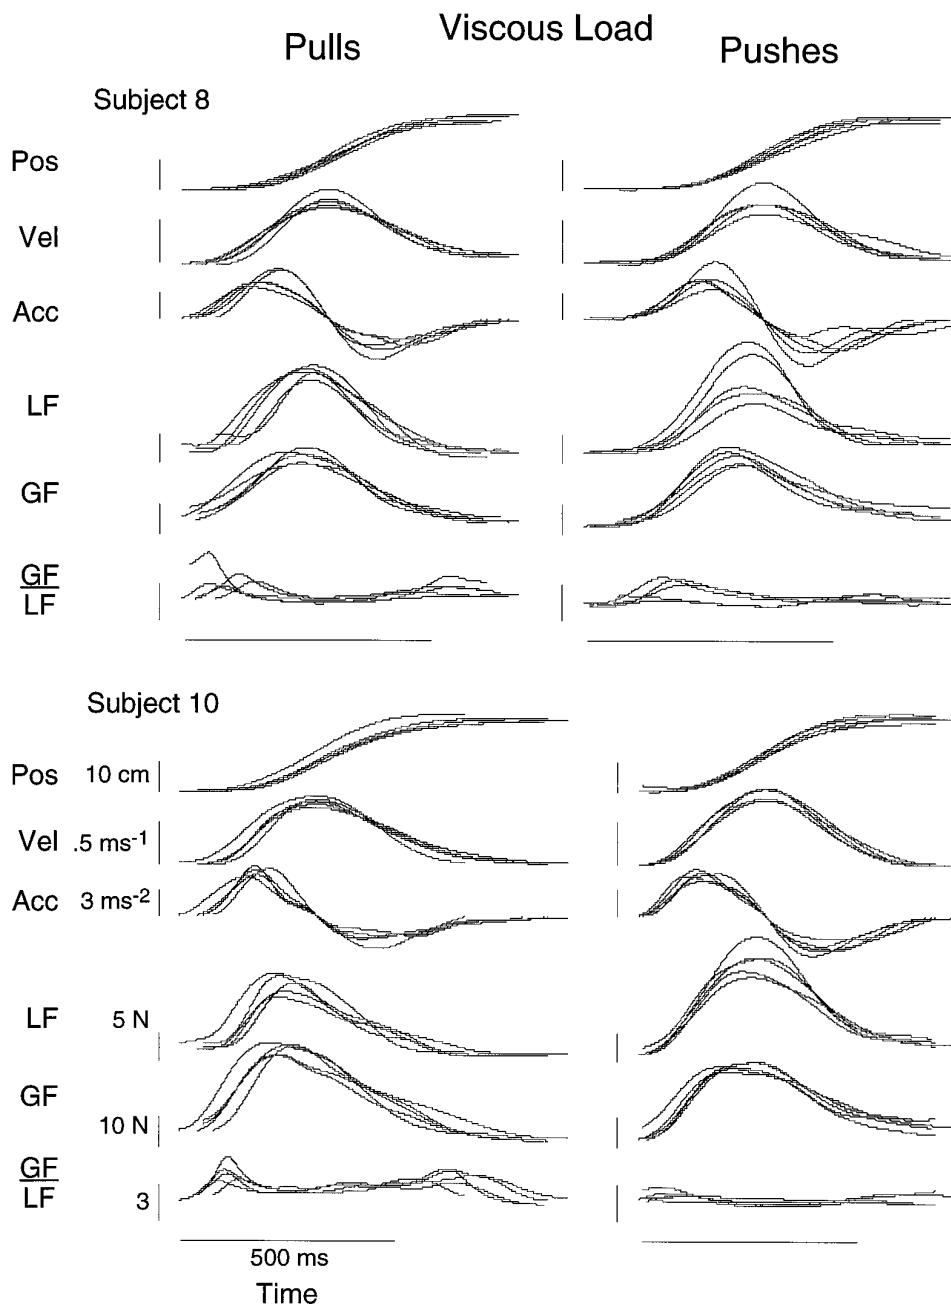 Viscous Load
Pulls
Pushes
Subject 8
Pos
Vel
Acc
LF
GF
GF
LF
Subject 10
Pos 10 cm
Vel .5 ms-1
Acc 3 ms-2
LF 5 N
GF
10 N
GF
LF 3
500 ms
Time